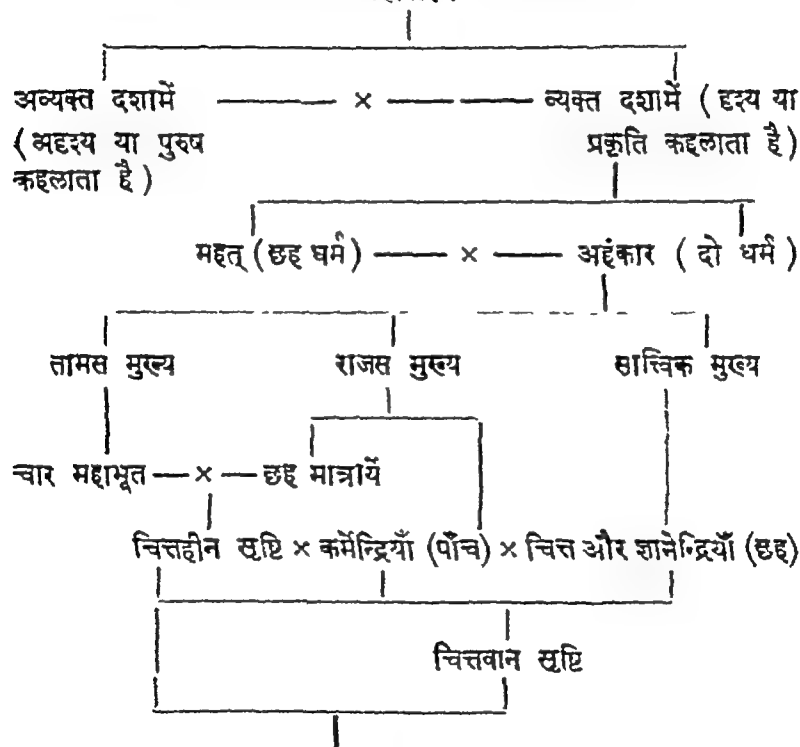 अव्यक्त दशामें × व्यक्त दशामें ( दृश्य या
( अदृश्य या पुरुष प्रकृति कहलाता है )
कहलाता है )
महत् ( छह धर्म ) × अहंकार ( दो धर्म )
तामस मुख्य राजस मुख्य सात्त्विक मुख्य
चार महाभूत — × — छह मात्रायें
चित्तहीन सृष्टि × कर्मेन्द्रियाँ (पाँच) × चित्त और ज्ञानेन्द्रियाँ (छह)
चित्तवान सृष्टि